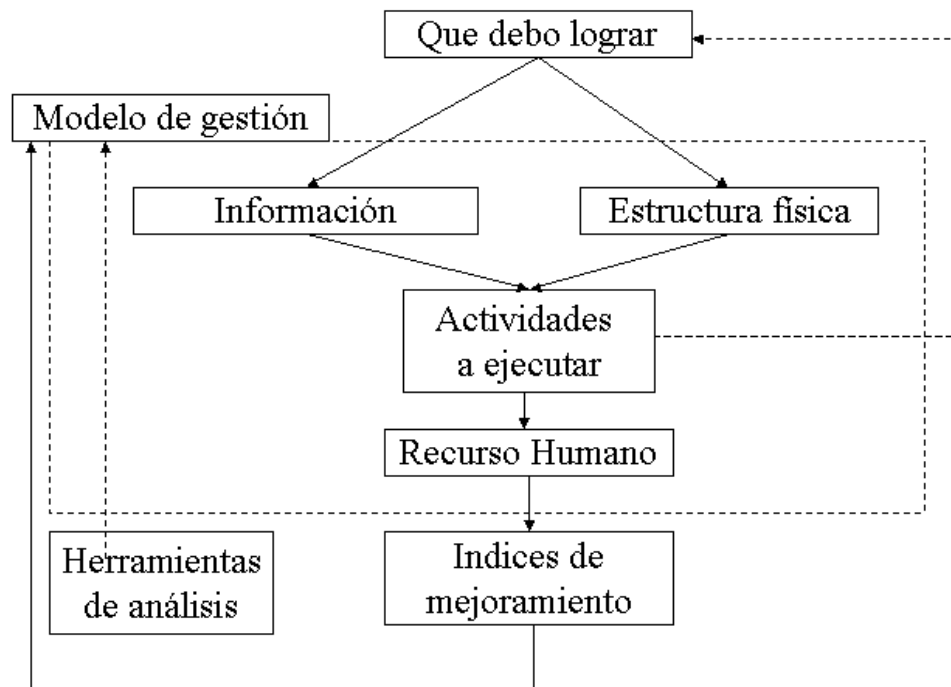 Que debo lograr
Modelo de gestión
Información
Estructura física
Actividades
a ejecutar
Recurso Humano
Herramientas
de análisis
Indices de
mejoramiento